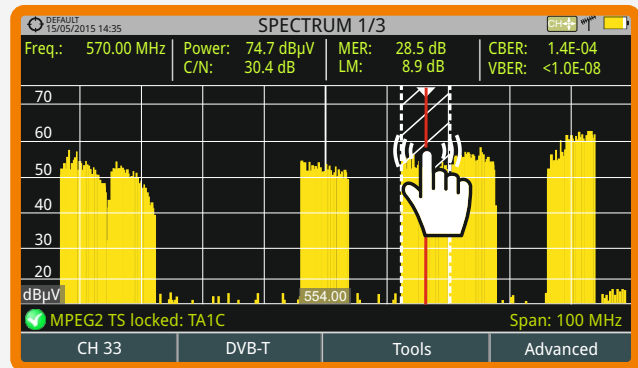 DEFAULT
15/05/2015 14:35
SPECTRUM 1/3
CH
Freq.: 570.00 MHz
Power: 74.7 dBµV
MER: 28.5 dB
CBER: 1.4E-04
C/N: 30.4 dB
LM: 8.9 dB
VBER: <1.0E-08
70
60
50
40
30
20
dBµV
554.00
MPEG2 TS locked: TA1C
Span: 100 MHz
CH 33
DVB-T
Tools
Advanced